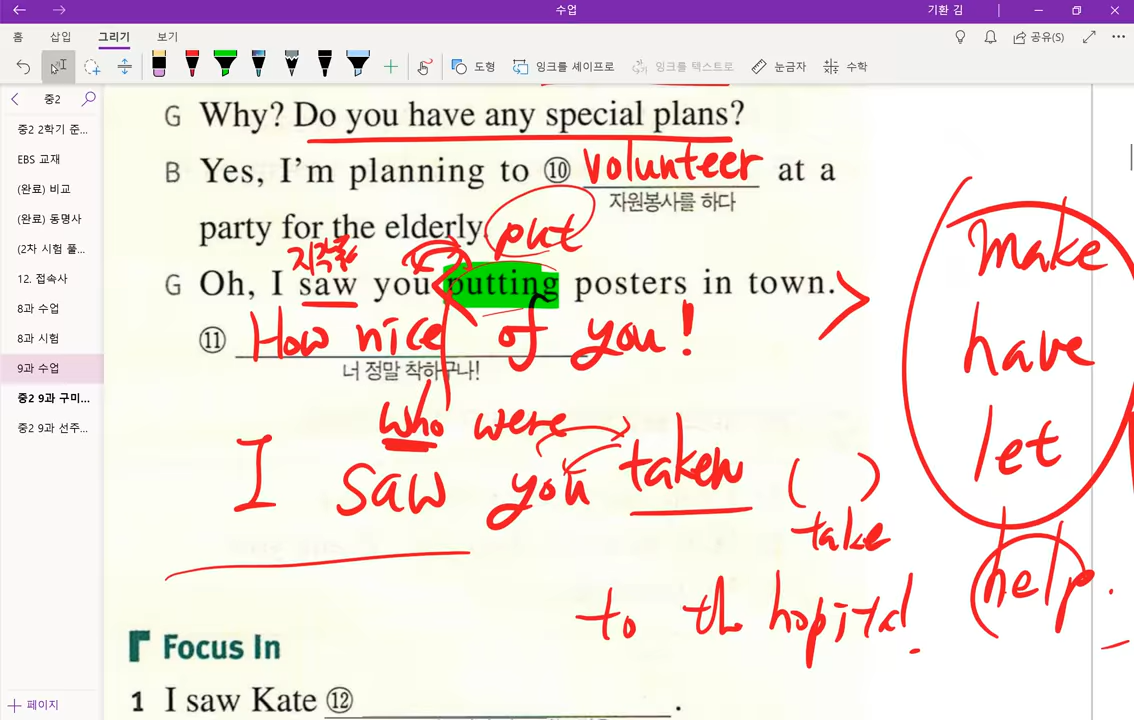 수업
기환 김
홈 삽입 그리기 보기
공유(S)
도형 잉크를 셰이프로 잉크를 텍스트로 눈금자 수학
중2
중2 2학기 준...
EBS 교재
(완료) 비교
(완료) 동명사
(2차 시험 풀...
12. 접속사
8과 수업
8과 시험
9과 수업
중2 9과 구미...
중2 9과 선주...
페이지
G Why? Do you have any special plans?
B Yes, I'm planning to ⑩ volunteer at a
자원봉사를 하다
party for the elderly. put
지각동
G Oh, I saw you putting posters in town.
⑪ How nice of you!
너 정말 착하구나!
who were
I saw you taken ( )
take
to the hopital.
make
have
let
help.
Focus In
1 I saw Kate ⑫ .